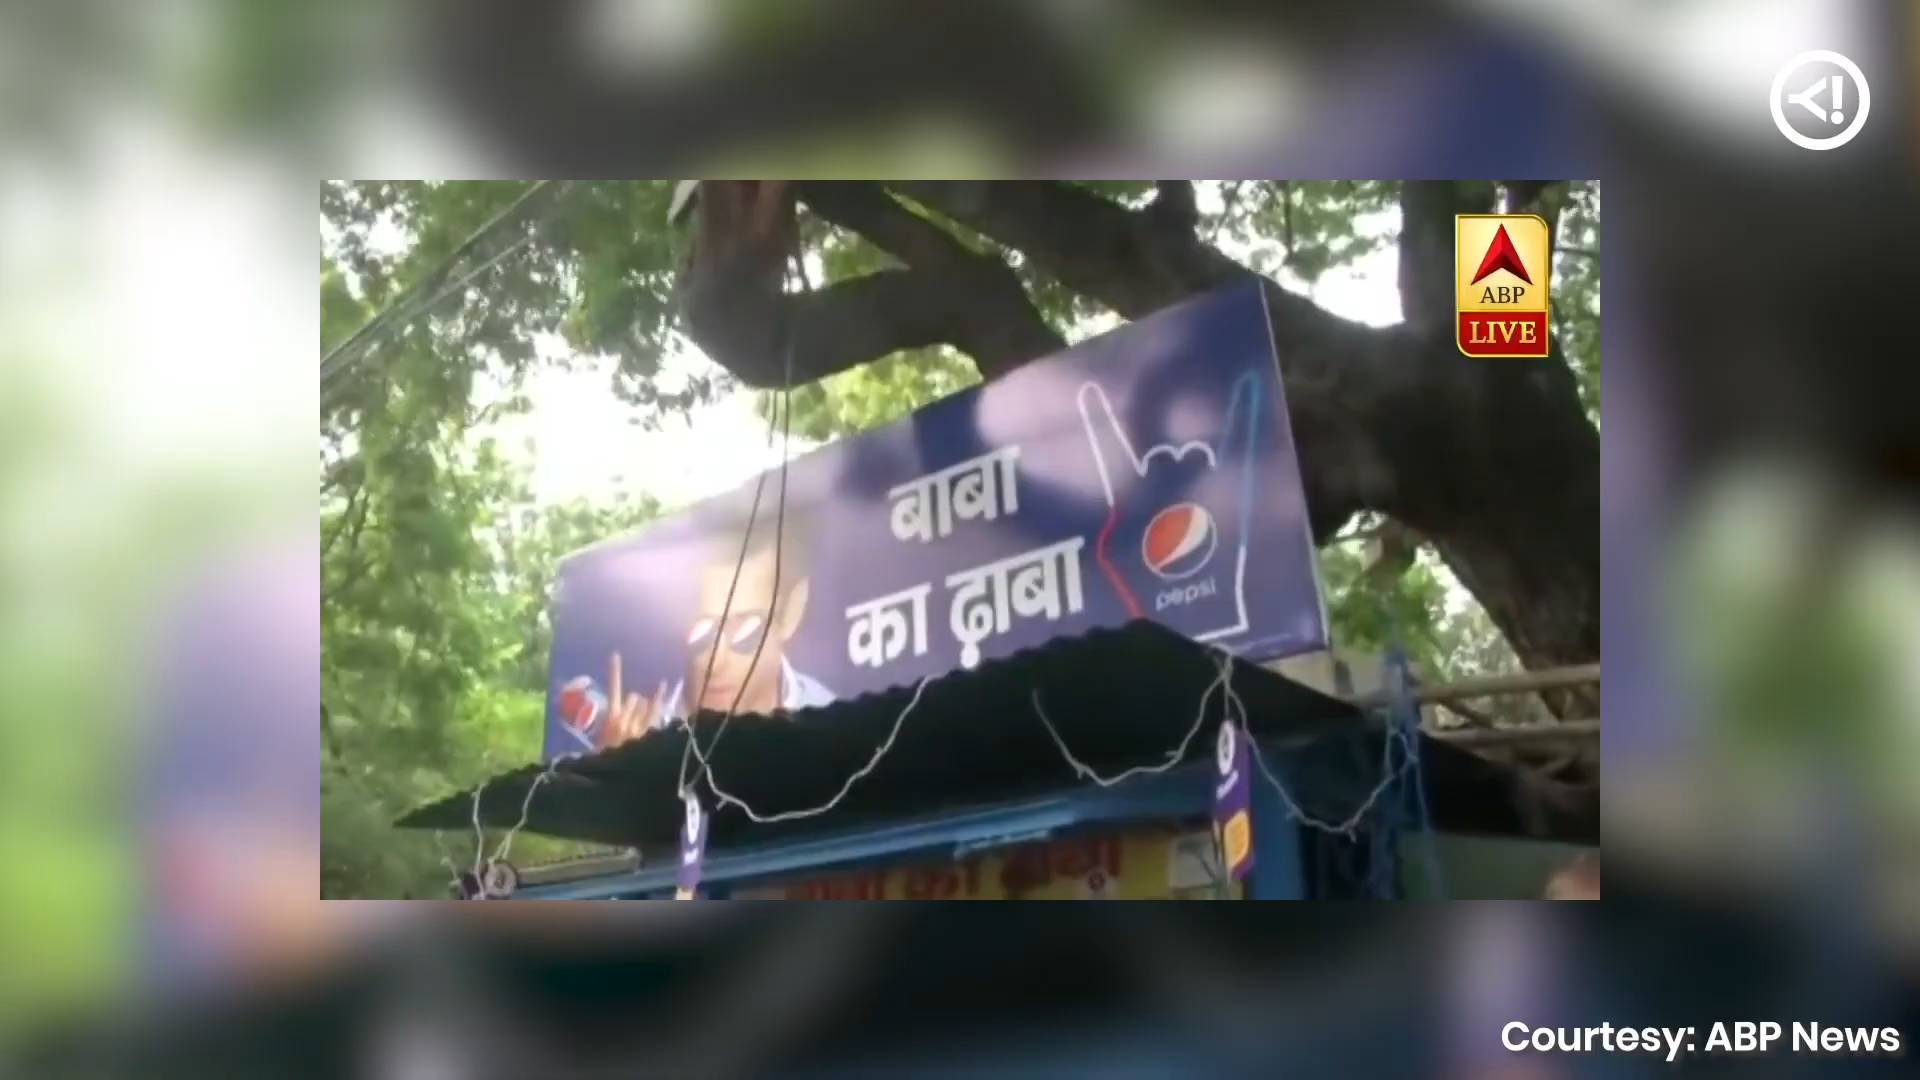 ABP
LIVE
बाबा
का ढ़ाबा
pepsi
का ढाबा
Courtesy: ABP News